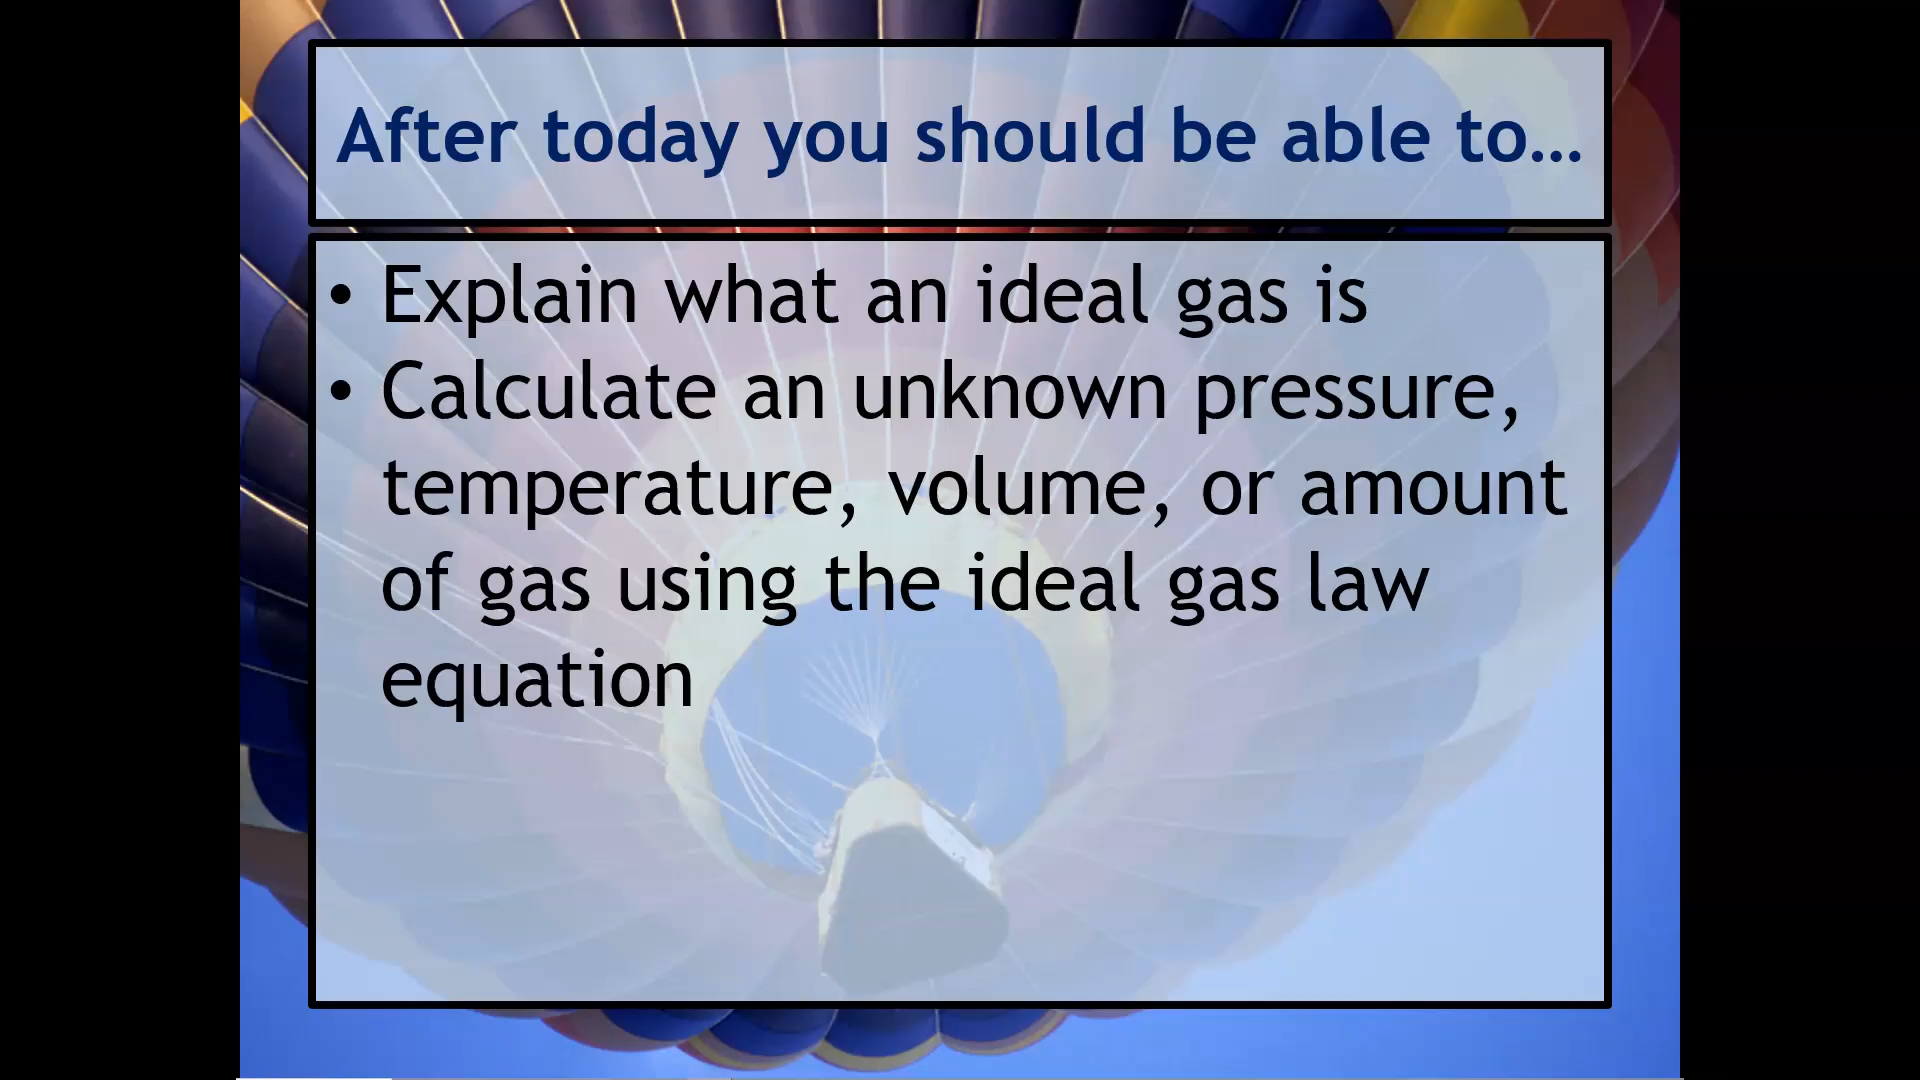 After today you should be able to…
• Explain what an ideal gas is
• Calculate an unknown pressure,
temperature, volume, or amount
of gas using the ideal gas law
equation